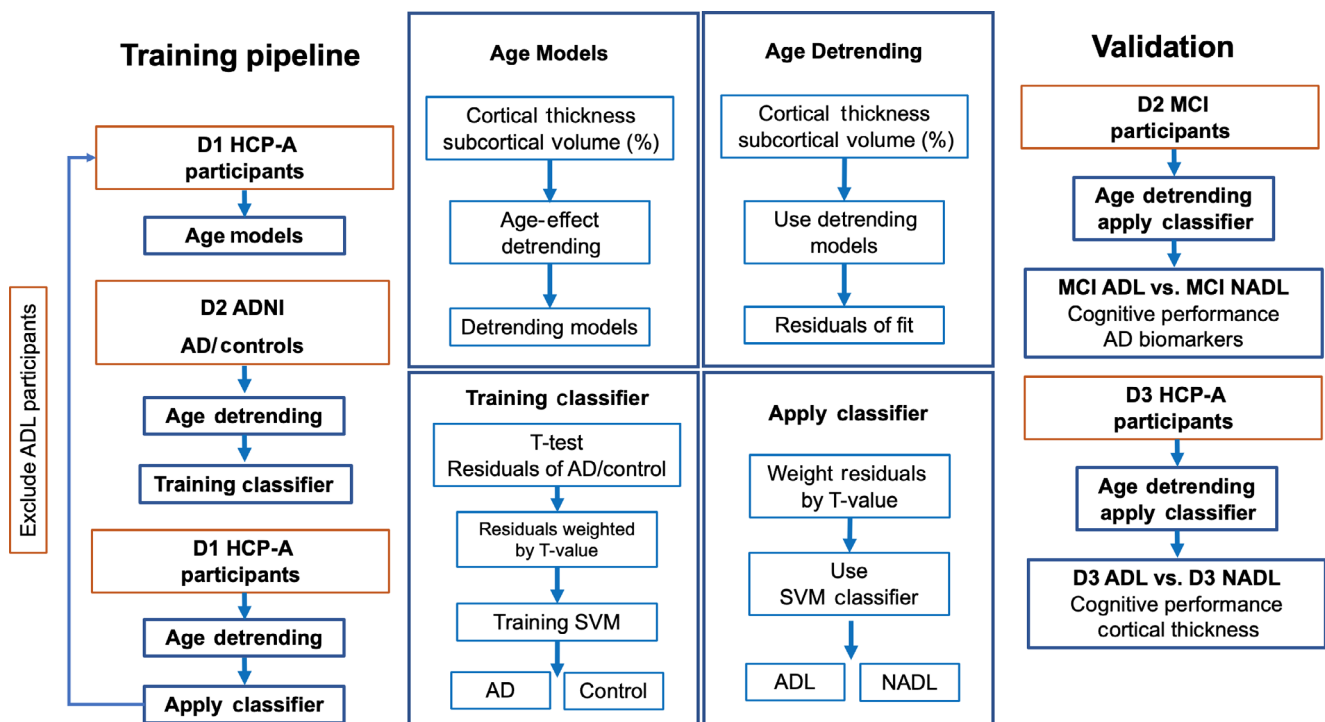 Training pipeline
Exclude ADL participants
D1 HCP-A
participants
Age models
D2 ADNI
AD/controls
Age detrending
Training classifier
D1 HCP-A
participants
Age detrending
Apply classifier
Age Models
Cortical thickness
subcortical volume (%)
Age-effect
detrending
Detrending models
Age Detrending
Cortical thickness
subcortical volume (%)
Use detrending
models
Residuals of fit
Training classifier
T-test
Residuals of AD/control
Residuals weighted
by T-value
Training SVM
AD
Control
Apply classifier
Weight residuals
by T-value
Use
SVM classifier
ADL
NADL
Validation
D2 MCI
participants
Age detrending
apply classifier
MCI ADL vs. MCI NADL
Cognitive performance
AD biomarkers
D3 HCP-A
participants
Age detrending
apply classifier
D3 ADL vs. D3 NADL
Cognitive performance
cortical thickness